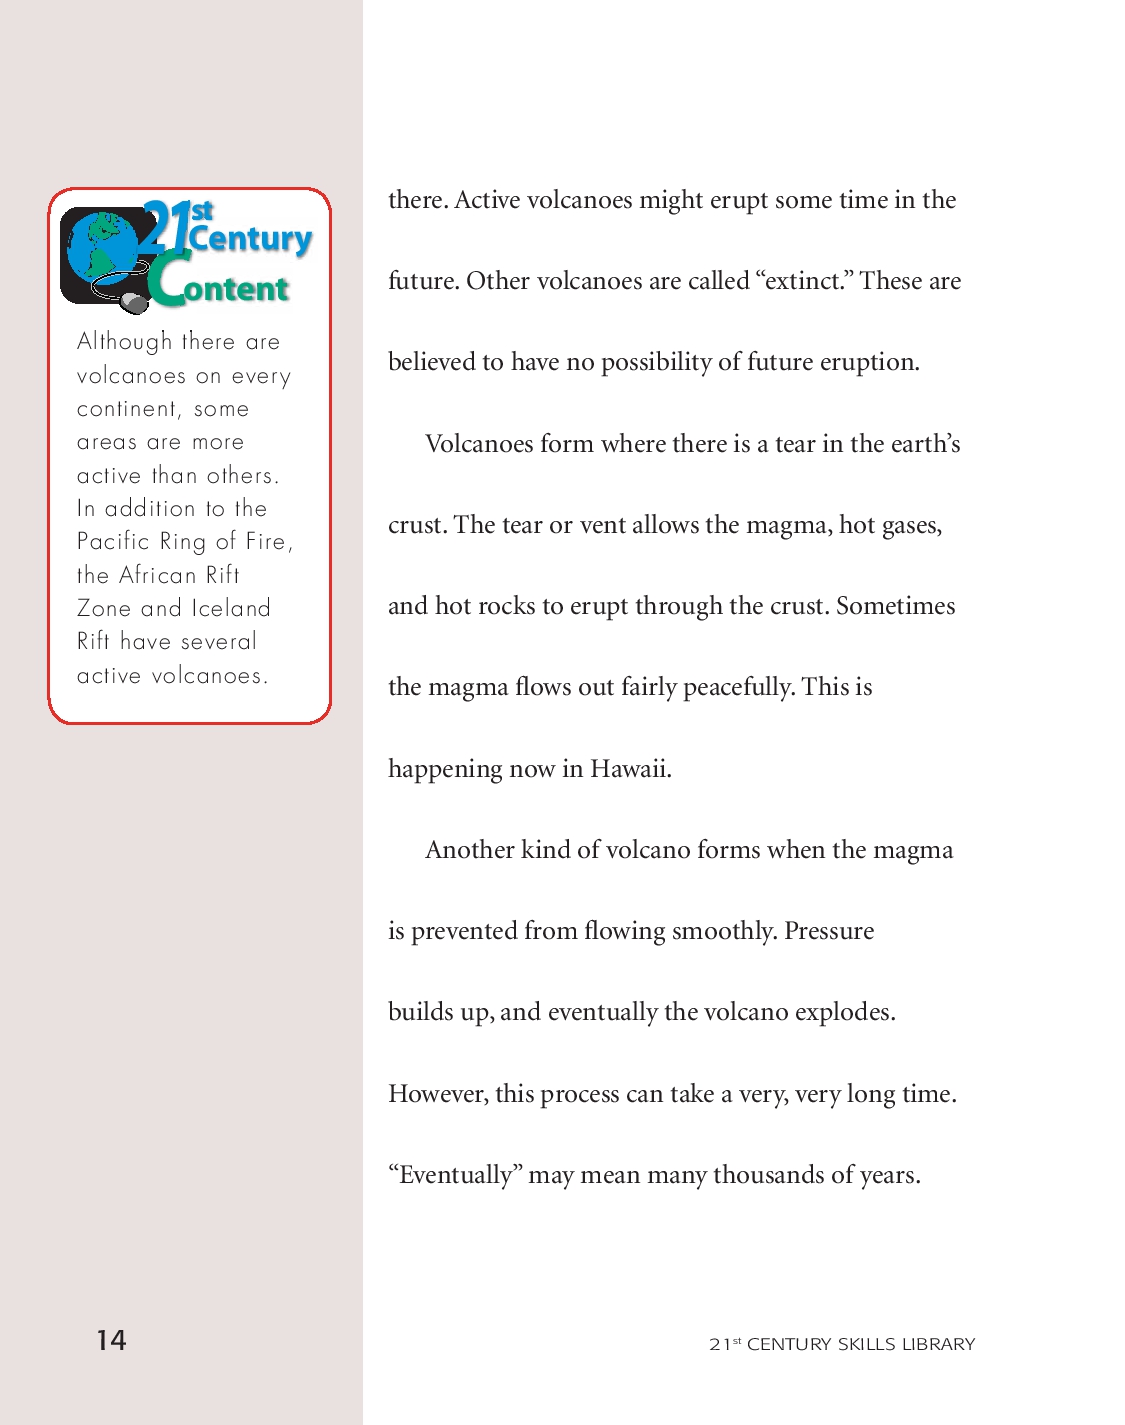 21st
Century
Content
Although there are
volcanoes on every
continent, some
areas are more
active than others.
In addition to the
Pacific Ring of Fire,
the African Rift
Zone and Iceland
Rift have several
active volcanoes.
there. Active volcanoes might erupt some time in the
future. Other volcanoes are called “extinct.” These are
believed to have no possibility of future eruption.
Volcanoes form where there is a tear in the earth’s
crust. The tear or vent allows the magma, hot gases,
and hot rocks to erupt through the crust. Sometimes
the magma flows out fairly peacefully. This is
happening now in Hawaii.
Another kind of volcano forms when the magma
is prevented from flowing smoothly. Pressure
builds up, and eventually the volcano explodes.
However, this process can take a very, very long time.
“Eventually” may mean many thousands of years.
14
21st CENTURY SKILLS LIBRARY